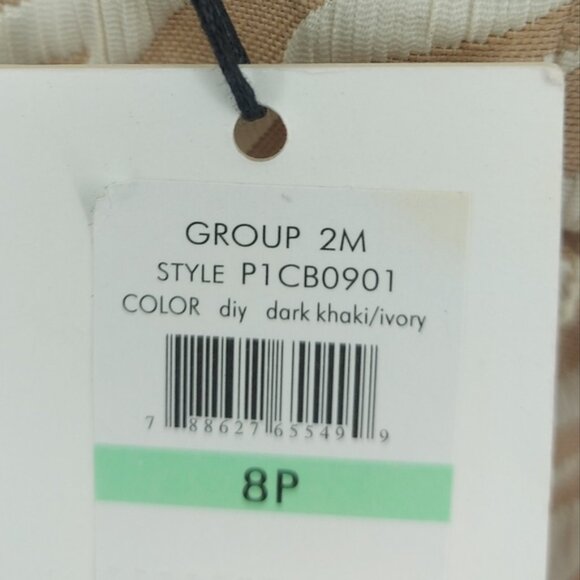 GROUP 2M
STYLE P1CB0901
COLOR diy dark khaki/ivory
7 88627 65549 9
8P